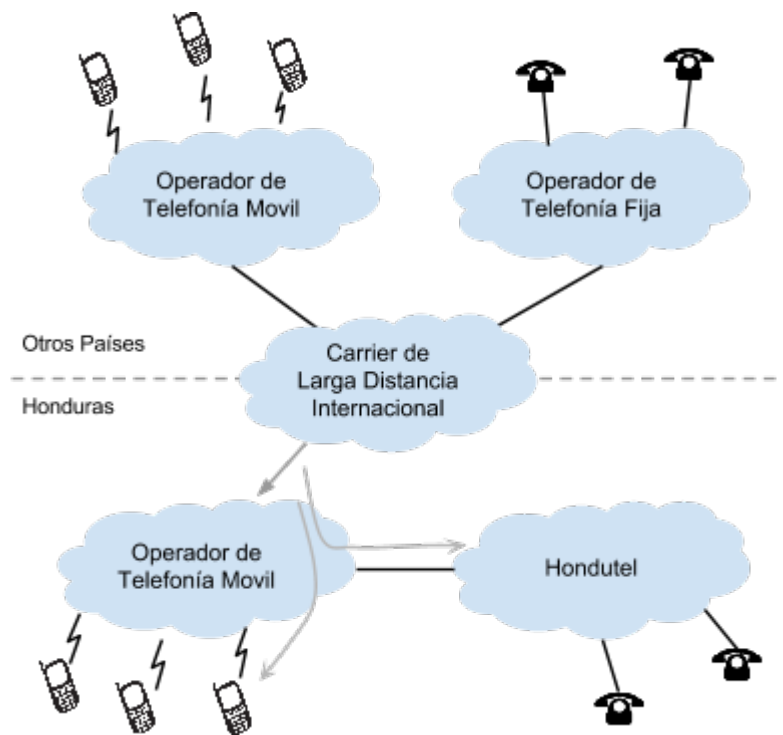 Operador de
Telefonía Movil
Operador de
Telefonía Fija
Otros Países
Carrier de
Larga Distancia
Internacional
Honduras
Operador de
Telefonía Movil
Hondutel